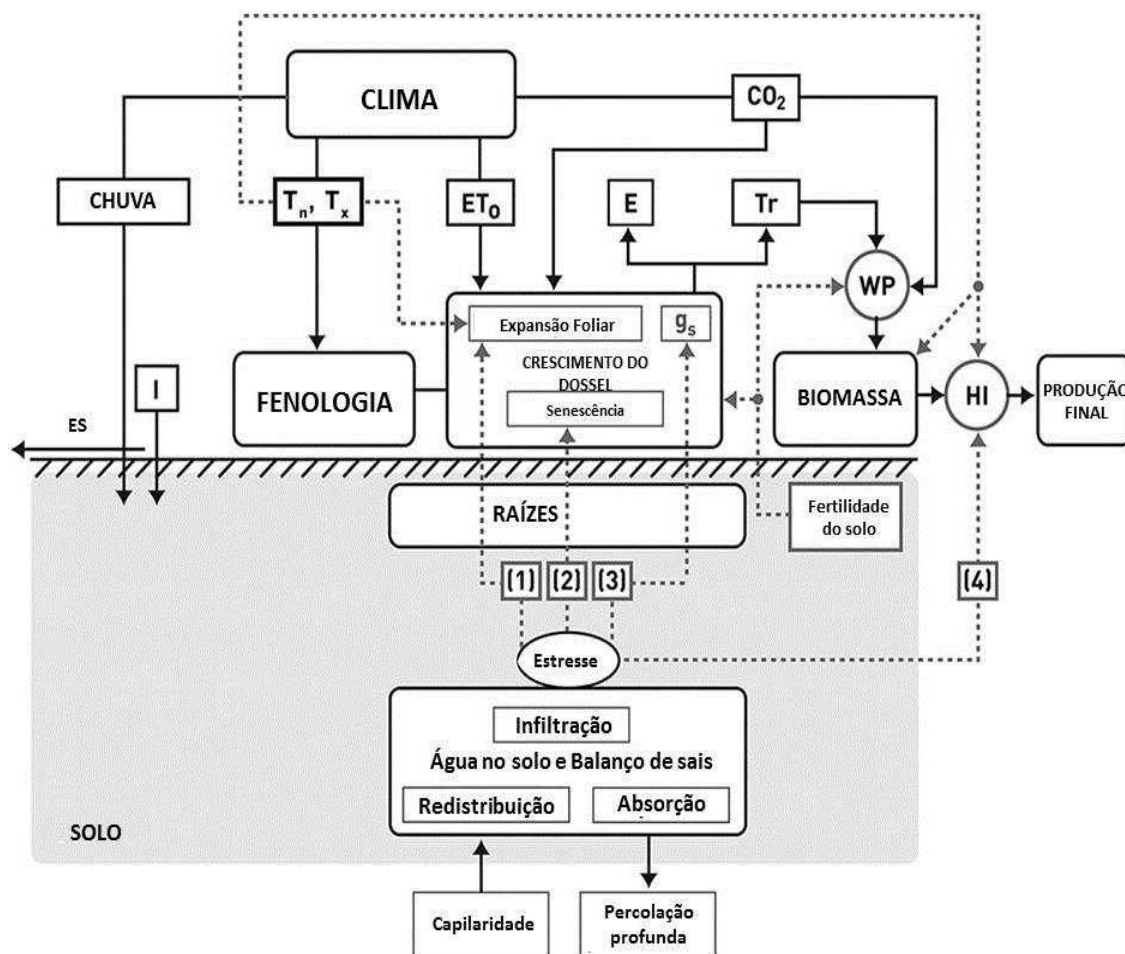 CLIMA
CO₂
CHUVA
Tₙ, Tₓ
ET₀
E
Tr
WP
Expansão Foliar
gₛ
CRESCIMENTO DO
DOSSEL
Senescência
FENOLOGIA
I
ES
BIOMASSA
HI
PRODUÇÃO
FINAL
RAÍZES
Fertilidade
do solo
(1)
(2)
(3)
(4)
Estresse
Infiltração
Água no solo e Balanço de sais
Redistribuição
Absorção
SOLO
Capilaridade
Percolação
profunda